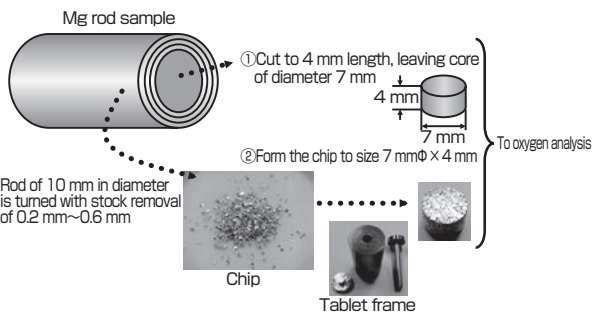 Mg rod sample
①Cut to 4 mm length, leaving core
of diameter 7 mm
4 mm
7 mm
To oxygen analysis
②Form the chip to size 7 mmΦ×4 mm
Rod of 10 mm in diameter
is turned with stock removal
of 0.2 mm～0.6 mm
Chip
Tablet frame